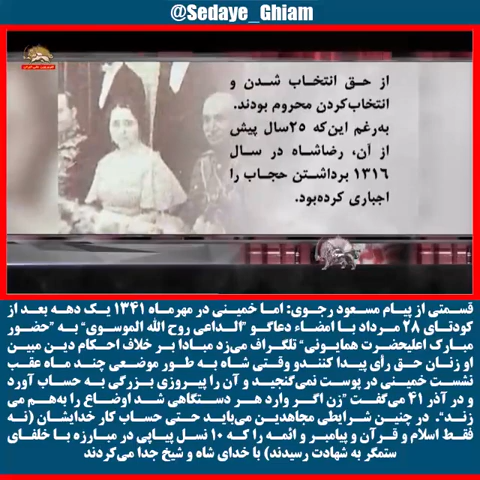 @Sedaye_Ghiam
از حق انتخاب شدن و
انتخاب‌کردن محروم بودند.
به‌رغم این‌که ۲۵سال پیش
از آن، رضاشاه در سال
۱۳۱۶ برداشتن حجاب را
اجباری کرده‌بود.
قسمتی از پیام مسعود رجوی: اما خمینی در مهرماه ۱۳۴۱ یک دهه بعد از
کودتای ۲۸ مرداد با امضاء دعاگو "الداعی روح الله الموسوی" به "حضور
مبارک اعلیحضرت همایونی" تلگراف می‌زد مبادا بر خلاف احکام دین مبین
او زنان حق رأی پیدا کنندو وقتی شاه به طور موضعی چند ماه عقب
نشست خمینی در پوست نمی‌گنجید و آن را پیروزی بزرگی به حساب آورد
و در آذر ۴۱ می‌گفت "زن اگر وارد هر دستگاهی شد اوضاع را به‌هم می
زند". در چنین شرایطی مجاهدین می‌باید حتی حساب کار خدایشان (نه
فقط اسلام و قرآن و پیامبر و ائمه را که ۱۰ نسل پیاپی در مبارزه با خلفای
ستمگر به شهادت رسیدند) با خدای شاه و شیخ جدا می‌کردند